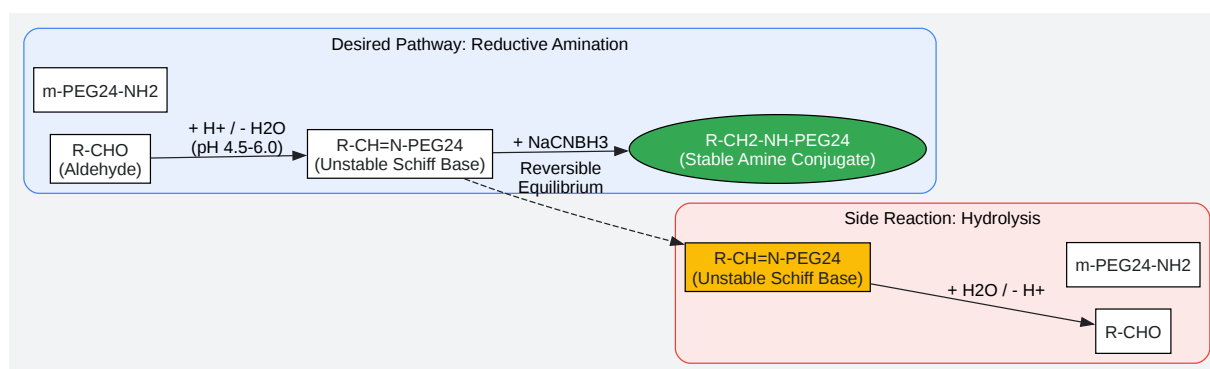 Desired Pathway: Reductive Amination
m-PEG24-NH2
R-CHO
(Aldehyde)
+ H+ / - H2O
(pH 4.5-6.0)
R-CH=N-PEG24
(Unstable Schiff Base)
+ NaCNBH3
R-CH2-NH-PEG24
(Stable Amine Conjugate)
Reversible
Equilibrium
Side Reaction: Hydrolysis
R-CH=N-PEG24
(Unstable Schiff Base)
+ H2O / - H+
m-PEG24-NH2
R-CHO